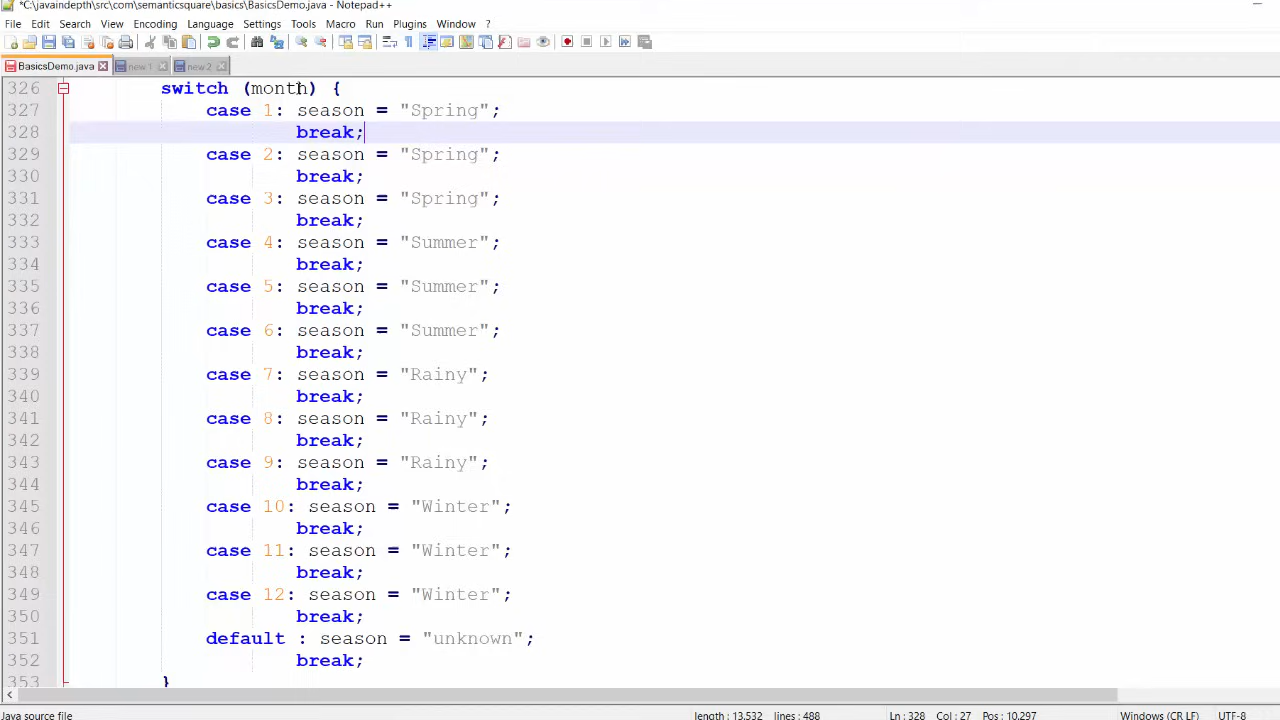 *C:\javaindepth\src\com\semanticsquare\basics\BasicsDemo.java - Notepad++
File Edit Search View Encoding Language Settings Tools Macro Run Plugins Window ?
BasicsDemo.java new 1 new 2
326 switch (month) {
327 case 1: season = "Spring";
328 break;
329 case 2: season = "Spring";
330 break;
331 case 3: season = "Spring";
332 break;
333 case 4: season = "Summer";
334 break;
335 case 5: season = "Summer";
336 break;
337 case 6: season = "Summer";
338 break;
339 case 7: season = "Rainy";
340 break;
341 case 8: season = "Rainy";
342 break;
343 case 9: season = "Rainy";
344 break;
345 case 10: season = "Winter";
346 break;
347 case 11: season = "Winter";
348 break;
349 case 12: season = "Winter";
350 break;
351 default : season = "unknown";
352 break;
353 }
Java source file length : 13,532 lines : 488 Ln : 328 Col : 27 Pos : 10,297 Windows (CR LF) UTF-8